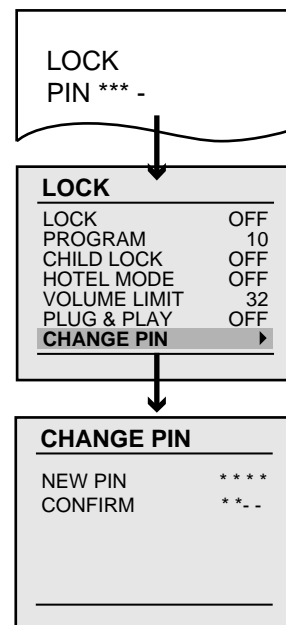 LOCK
PIN *** -
LOCK
LOCK OFF
PROGRAM 10
CHILD LOCK OFF
HOTEL MODE OFF
VOLUME LIMIT 32
PLUG & PLAY OFF
CHANGE PIN
CHANGE PIN
NEW PIN * * * *
CONFIRM * *- -